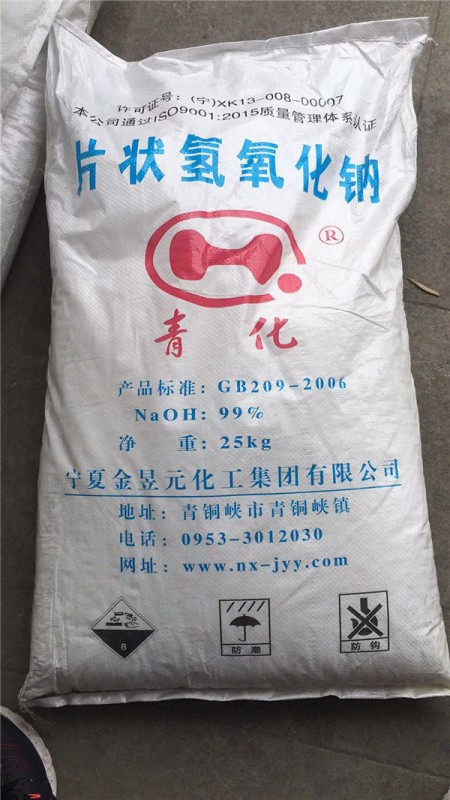 许可证号：(宁)XK13-008-00007
本公司通过ISO9001:2015质量管理体系认证
片状氢氧化钠
®
青化
产品标准：GB209-2006
NaOH：99%
净 重：25kg
宁夏金昱元化工集团有限公司
地址：青铜峡市青铜峡镇
电话：0953-3012030
网址：www.nx-jyy.com
8
防潮
防钩